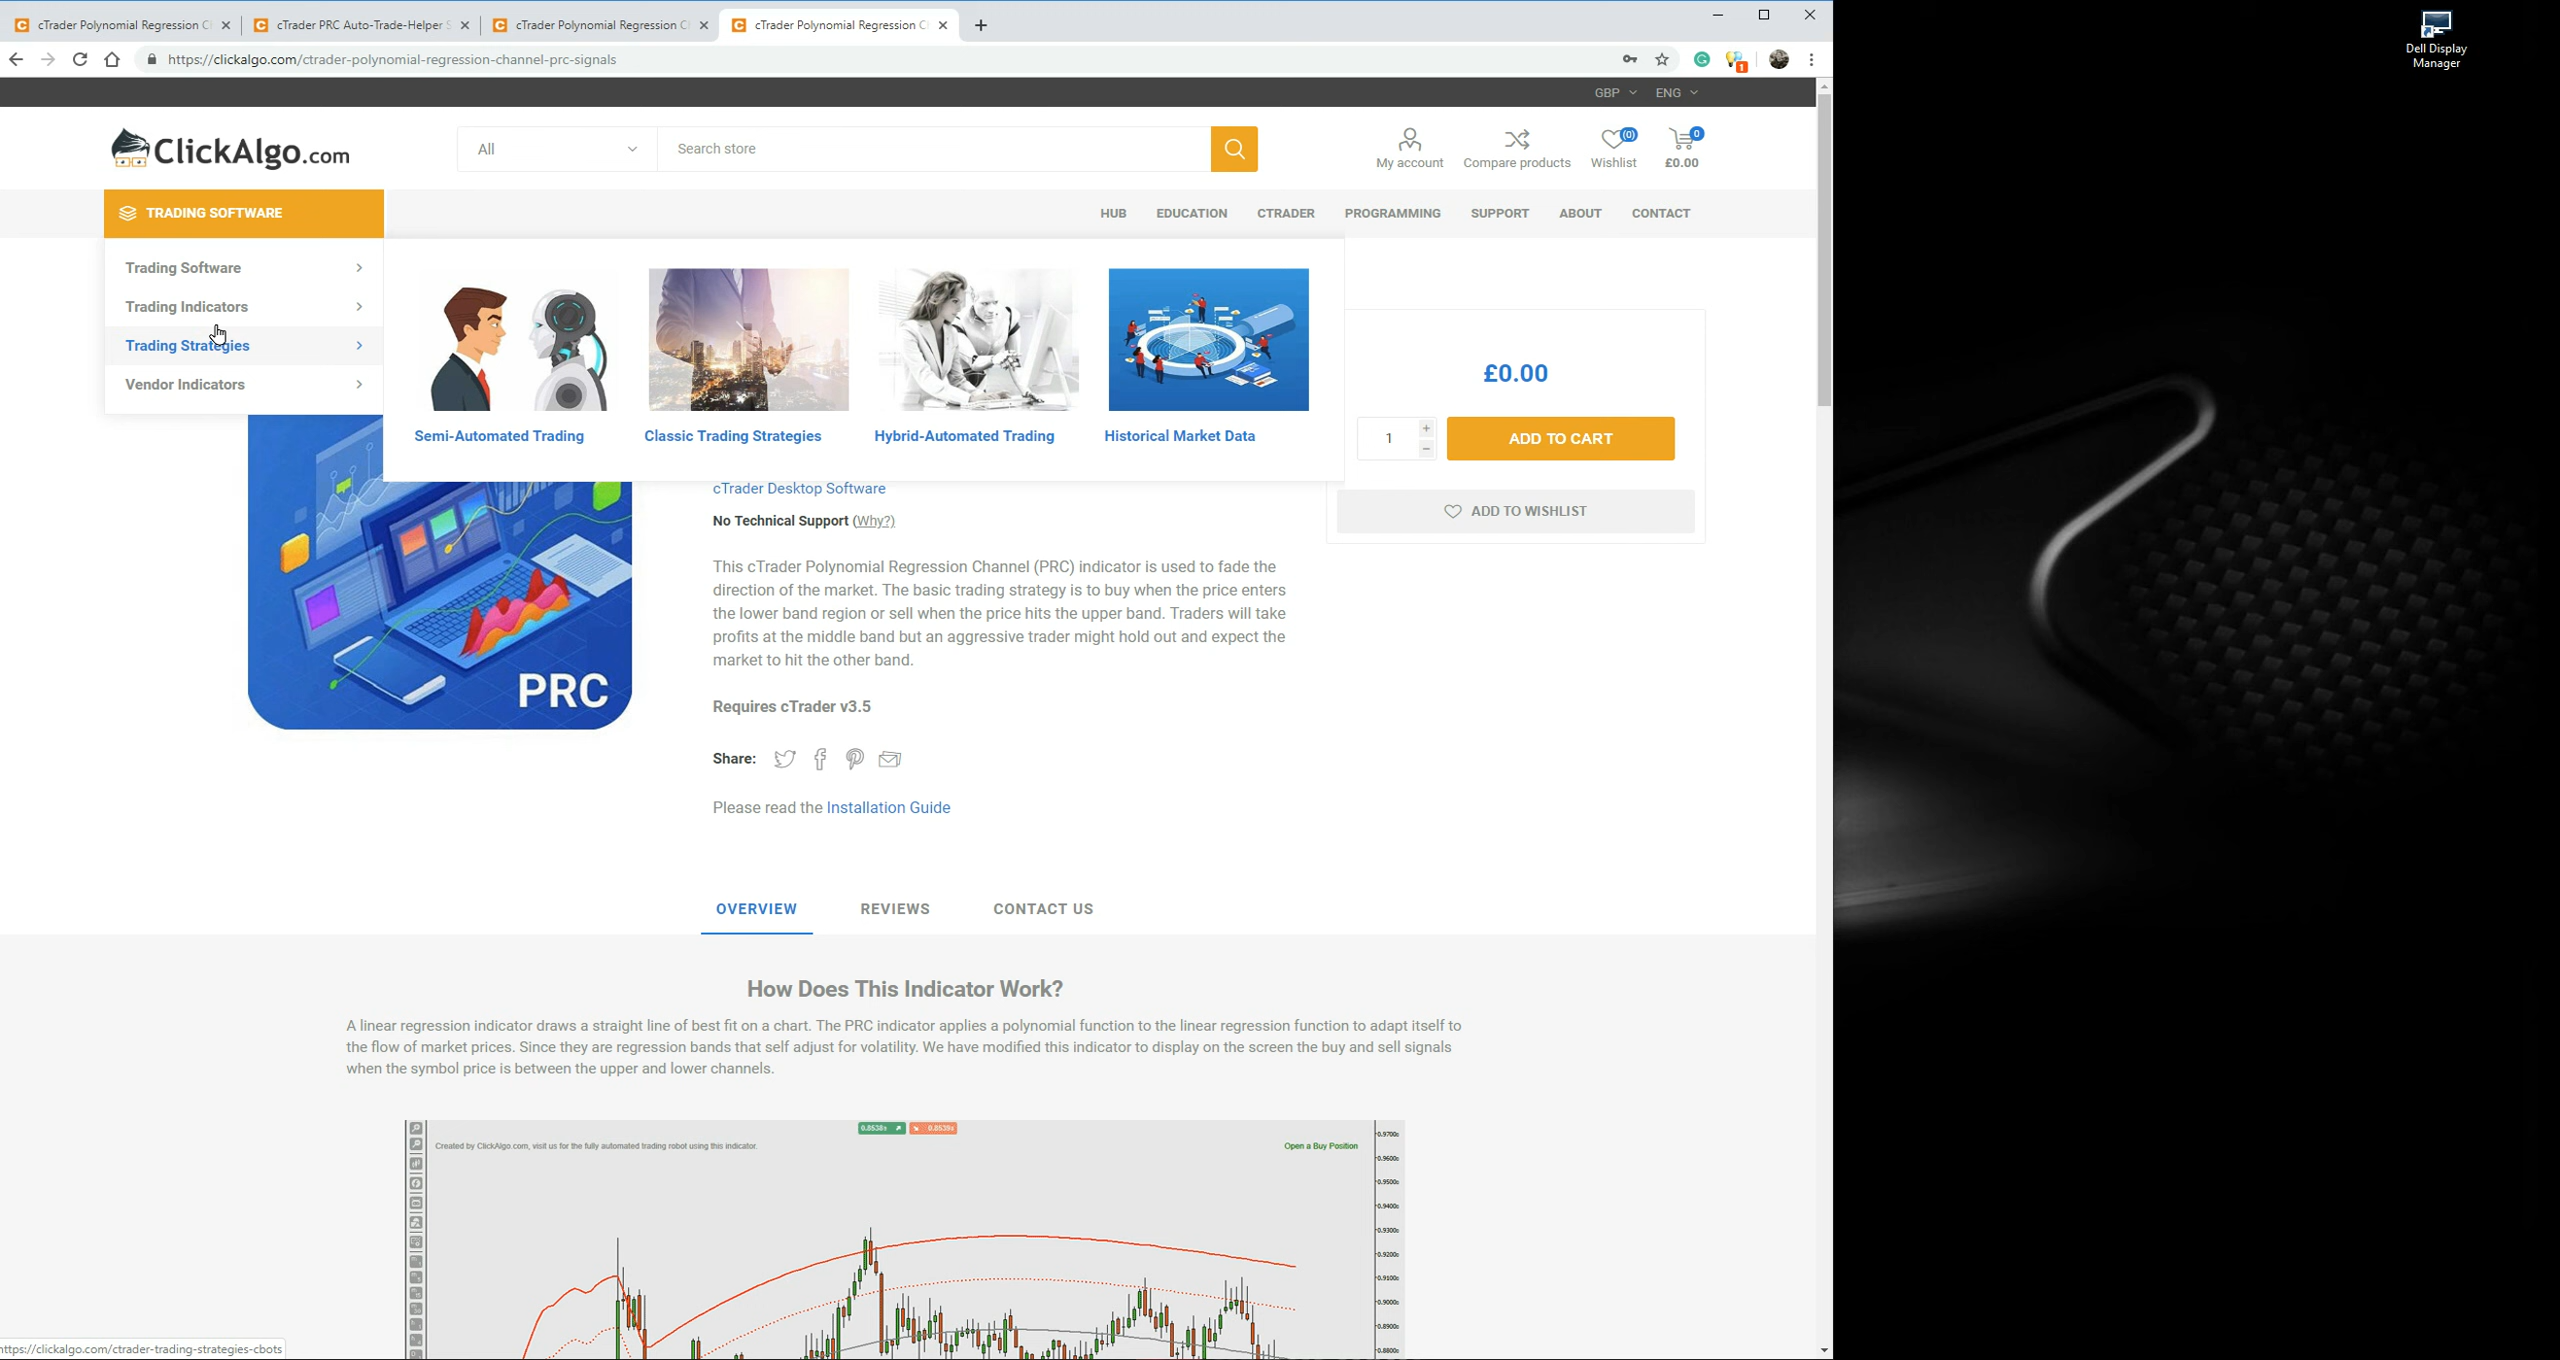 cTrader Polynomial Regression C
cTrader PRC Auto-Trade-Helper S
cTrader Polynomial Regression C
cTrader Polynomial Regression C
https://clickalgo.com/ctrader-polynomial-regression-channel-prc-signals
1
Dell Display
Manager
GBP
ENG
ClickAlgo.com
All
Search store
My account
Compare products
(0)
Wishlist
0
£0.00
TRADING SOFTWARE
HUB
EDUCATION
CTRADER
PROGRAMMING
SUPPORT
ABOUT
CONTACT
Trading Software
Trading Indicators
Trading Strategies
Vendor Indicators
Semi-Automated Trading
Classic Trading Strategies
Hybrid-Automated Trading
Historical Market Data
£0.00
1
ADD TO CART
ADD TO WISHLIST
PRC
cTrader Desktop Software
No Technical Support (Why?)
This cTrader Polynomial Regression Channel (PRC) indicator is used to fade the
direction of the market. The basic trading strategy is to buy when the price enters
the lower band region or sell when the price hits the upper band. Traders will take
profits at the middle band but an aggressive trader might hold out and expect the
market to hit the other band.
Requires cTrader v3.5
Share:
Please read the Installation Guide
OVERVIEW
REVIEWS
CONTACT US
How Does This Indicator Work?
A linear regression indicator draws a straight line of best fit on a chart. The PRC indicator applies a polynomial function to the linear regression function to adapt itself to
the flow of market prices. Since they are regression bands that self adjust for volatility. We have modified this indicator to display on the screen the buy and sell signals
when the symbol price is between the upper and lower channels.
Created by ClickAlgo.com, visit us for the fully automated trading robot using this indicator.
Open a Buy Position
https://clickalgo.com/ctrader-trading-strategies-cbots